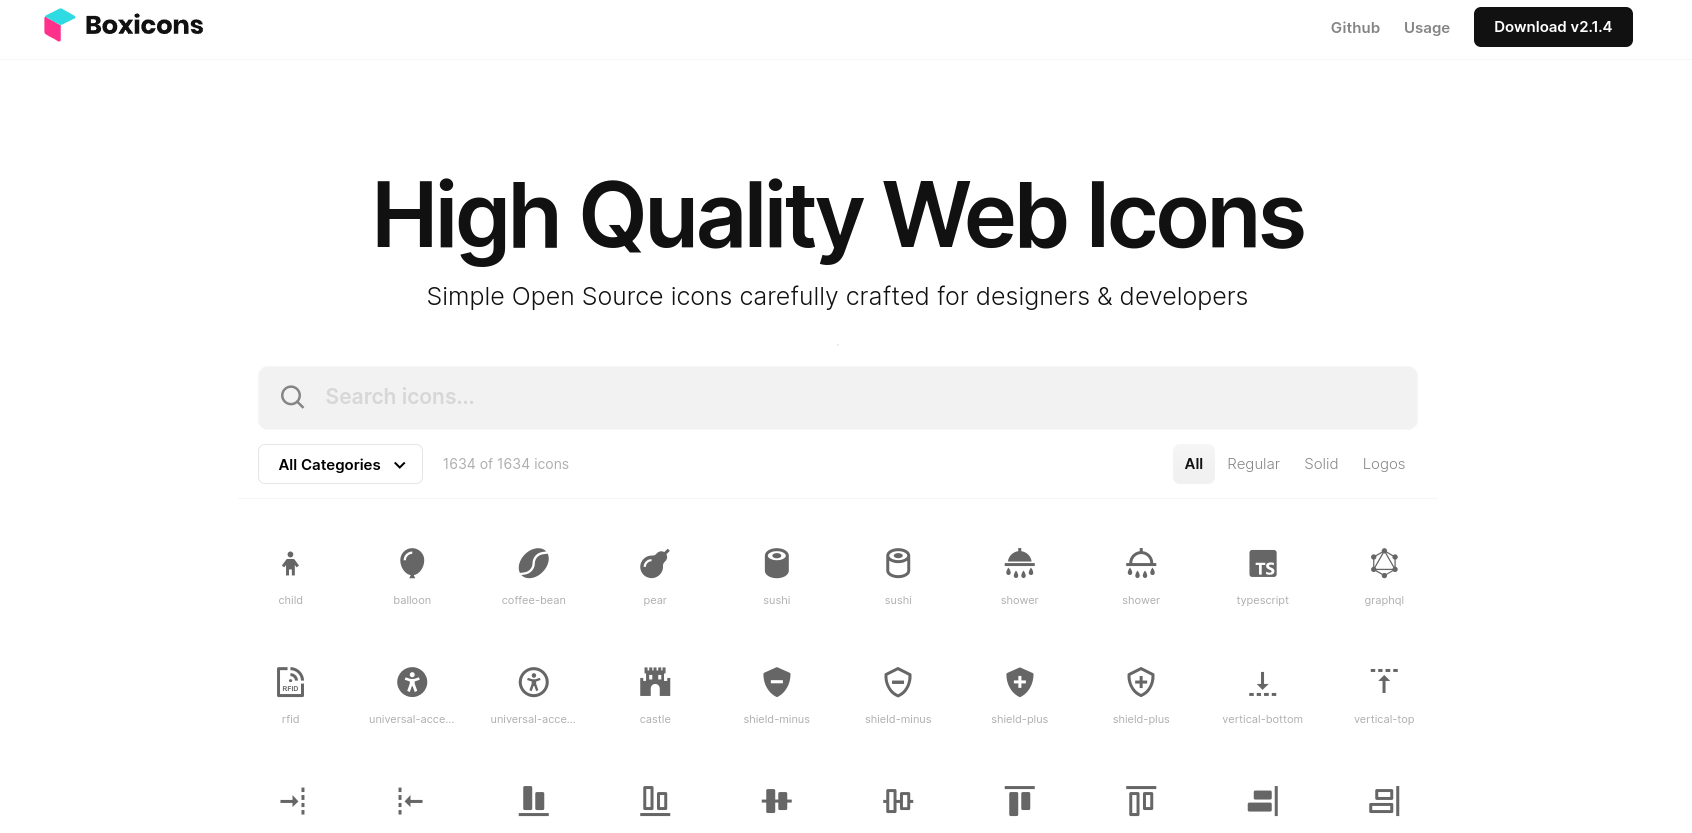 Boxicons
Github Usage Download v2.1.4
High Quality Web Icons
Simple Open Source icons carefully crafted for designers & developers
Search icons...
All Categories 1634 of 1634 icons All Regular Solid Logos
TS
child balloon coffee-bean pear sushi sushi shower shower typescript graphql
RFID
rfid universal-acce... universal-acce... castle shield-minus shield-minus shield-plus shield-plus vertical-bottom vertical-top